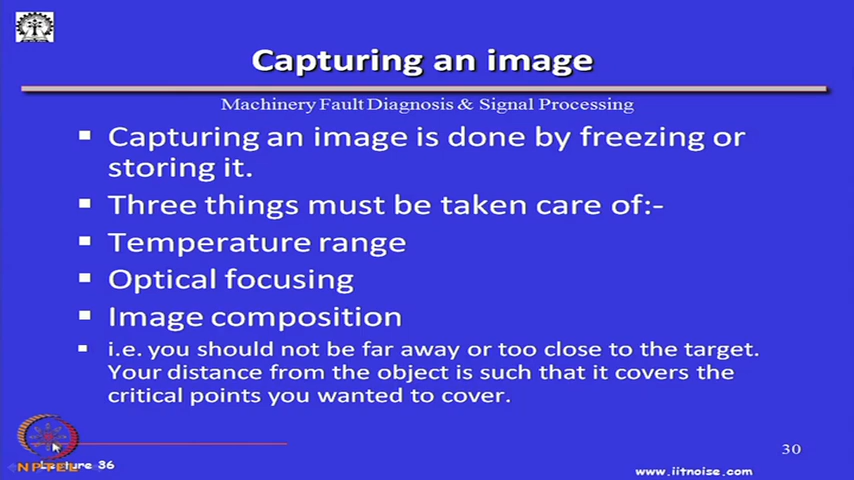 Capturing an image
Machinery Fault Diagnosis & Signal Processing
Capturing an image is done by freezing or
storing it.
Three things must be taken care of:-
Temperature range
Optical focusing
Image composition
i.e. you should not be far away or too close to the target.
Your distance from the object is such that it covers the
critical points you wanted to cover.
30
NPTEL Lecture 36
www.iitnoise.com